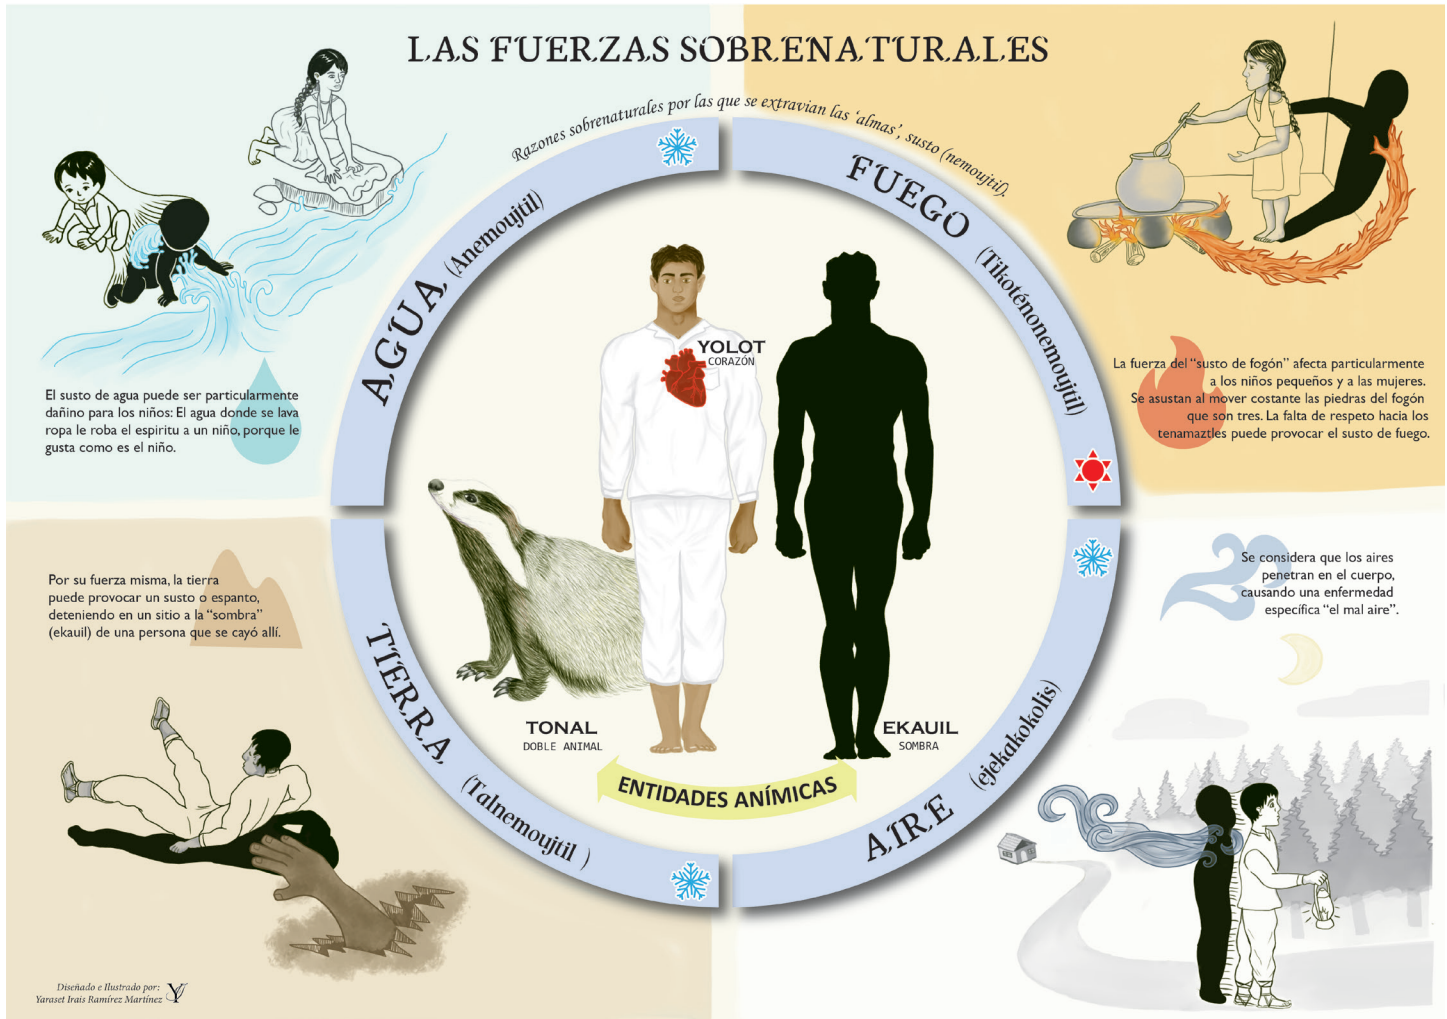 LAS FUERZAS SOBRENATURALES
Razones sobrenaturales por las que se extravian las 'almas', susto (nemoujtil).
AGUA (Anemoujtil)
FUEGO (Tikoténonemoujtil)
El susto de agua puede ser particularmente
dañino para los niños: El agua donde se lava
ropa le roba el espiritu a un niño, porque le
gusta como es el niño.
YOLOT
CORAZÓN
La fuerza del "susto de fogón" afecta particularmente
a los niños pequeños y a las mujeres.
Se asustan al mover costante las piedras del fogón
que son tres. La falta de respeto hacia los
tenamaztles puede provocar el susto de fuego.
Por su fuerza misma, la tierra
puede provocar un susto o espanto,
deteniendo en un sitio a la "sombra"
(ekauil) de una persona que se cayó allí.
Se considera que los aires
penetran en el cuerpo,
causando una enfermedad
específica "el mal aire".
TIERRA, (Talnemoujtil )
AIRE (ejekakokolis)
TONAL
DOBLE ANIMAL
EKAUIL
SOMBRA
ENTIDADES ANÍMICAS
Diseñado e Ilustrado por:
Yaraset Irais Ramírez Martínez